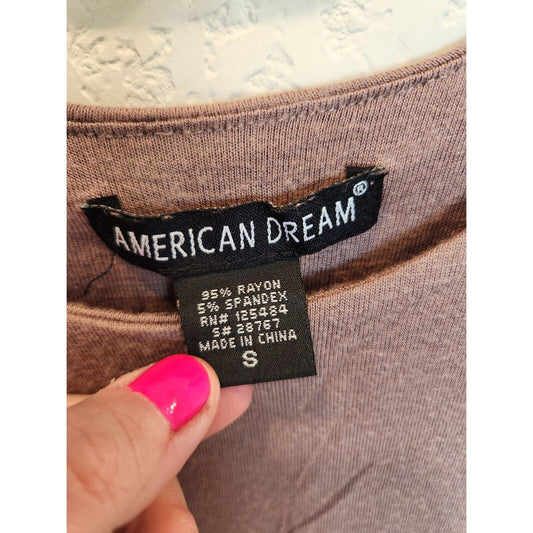 AMERICAN DREAM®
95% RAYON
5% SPANDEX
RN# 125484
S# 28767
MADE IN CHINA
S